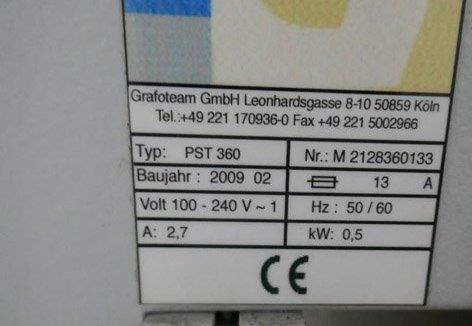 Grafoteam GmbH Leonhardsgasse 8-10 50859 Köln
Tel.:+49 221 170936-0 Fax +49 221 5002966
Typ: PST 360 Nr.: M 2128360133
Baujahr : 2009 02 13 A
Volt 100 - 240 V ~ 1 Hz : 50 / 60
A: 2,7 kW: 0,5
CE